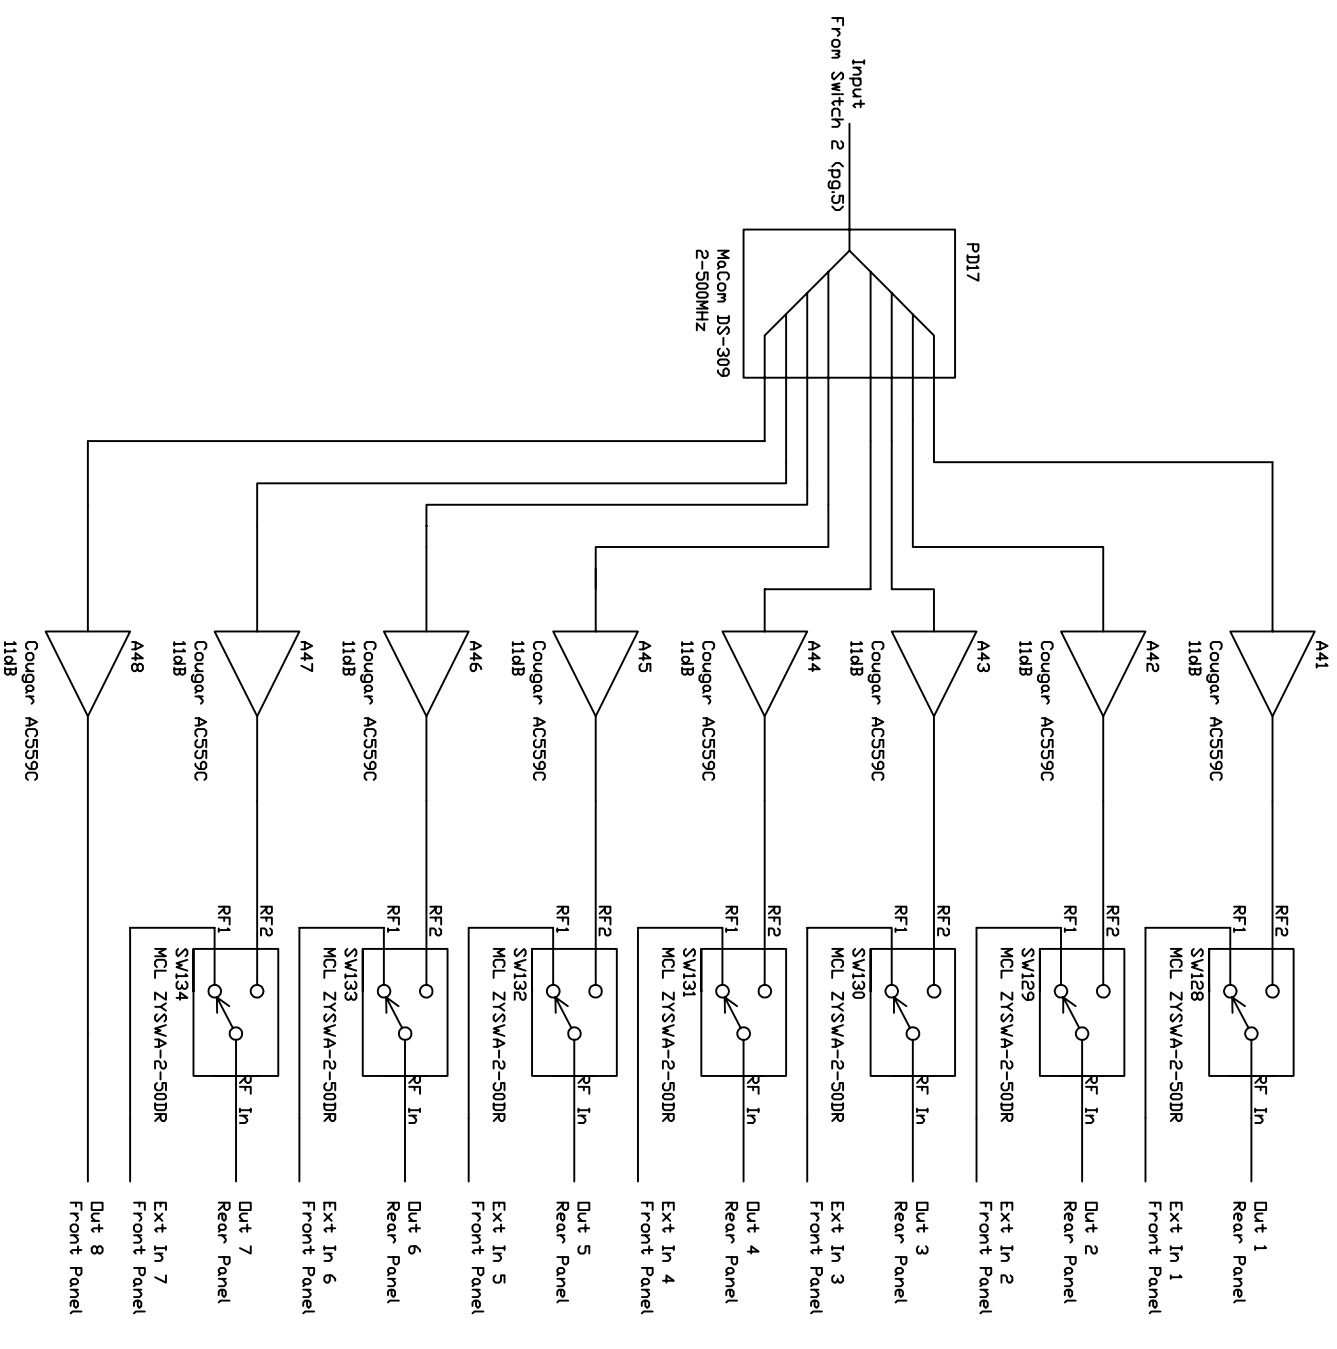 Input
From Switch 2 (pg.5)
PD17
MaCom DS-309
2-500MHz
A41
Cougar AC559C
11dB
RF2
RF1
SW128
MCL ZYSWA-2-50DR
RF In
Out 1
Rear Panel
Ext In 1
Front Panel
A42
Cougar AC559C
11dB
RF2
RF1
SW129
MCL ZYSWA-2-50DR
RF In
Out 2
Rear Panel
Ext In 2
Front Panel
A43
Cougar AC559C
11dB
RF2
RF1
SW130
MCL ZYSWA-2-50DR
RF In
Out 3
Rear Panel
Ext In 3
Front Panel
A44
Cougar AC559C
11dB
RF2
RF1
SW131
MCL ZYSWA-2-50DR
RF In
Out 4
Rear Panel
Ext In 4
Front Panel
A45
Cougar AC559C
11dB
RF2
RF1
SW132
MCL ZYSWA-2-50DR
RF In
Out 5
Rear Panel
Ext In 5
Front Panel
A46
Cougar AC559C
11dB
RF2
RF1
SW133
MCL ZYSWA-2-50DR
RF In
Out 6
Rear Panel
Ext In 6
Front Panel
A47
Cougar AC559C
11dB
RF2
RF1
SW134
MCL ZYSWA-2-50DR
RF In
Out 7
Rear Panel
Ext In 7
Front Panel
A48
Cougar AC559C
11dB
Out 8
Front Panel